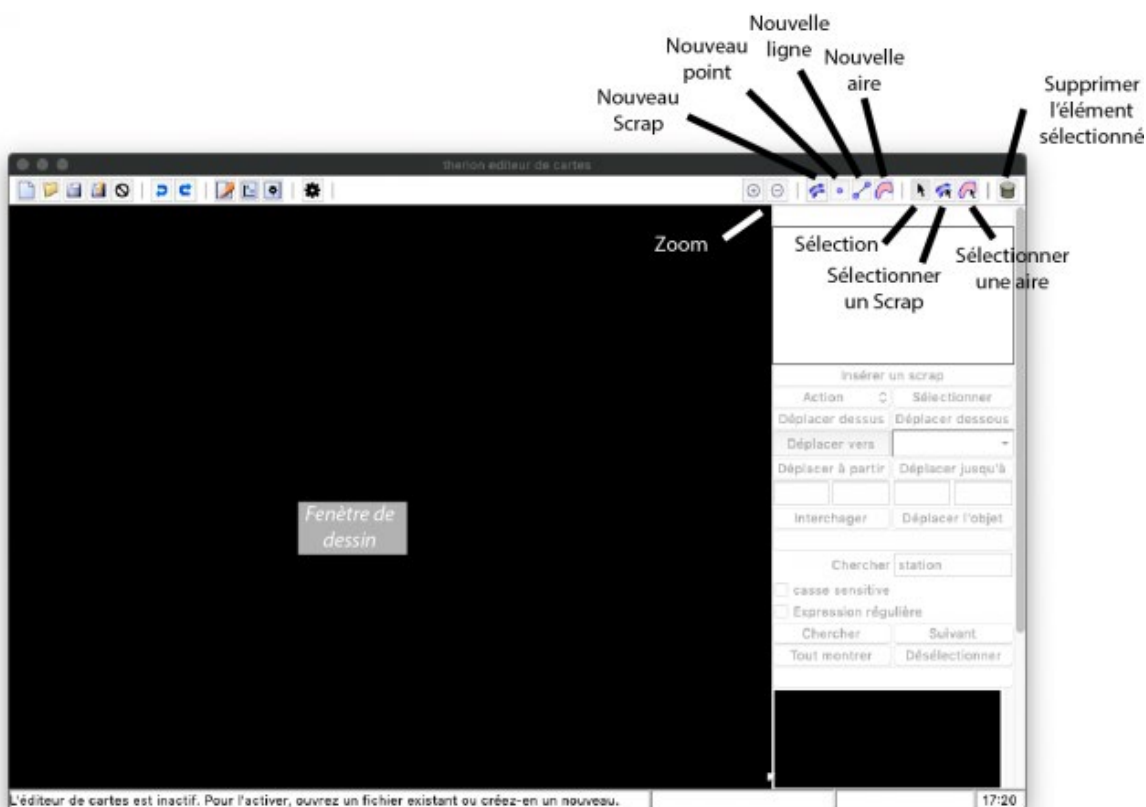 Nouvelle
ligne
Nouveau
point
Nouvelle
aire
Nouveau
Scrap
Supprimer
l'élément
sélectionné
therion editeur de cartes
Zoom
Sélection
Sélectionner
un Scrap
Sélectionner
une aire
Insérer un scrap
Action Sélectionner
Déplacer dessus Déplacer dessous
Déplacer vers
Déplacer à partir Déplacer jusqu'à
Interchager Déplacer l'objet
Fenètre de
dessin
Chercher station
casse sensitive
Expression régulière
Chercher Suivant
Tout montrer Désélectionner
L'éditeur de cartes est inactif. Pour l'activer, ouvrez un fichier existant ou créez-en un nouveau.
17:20